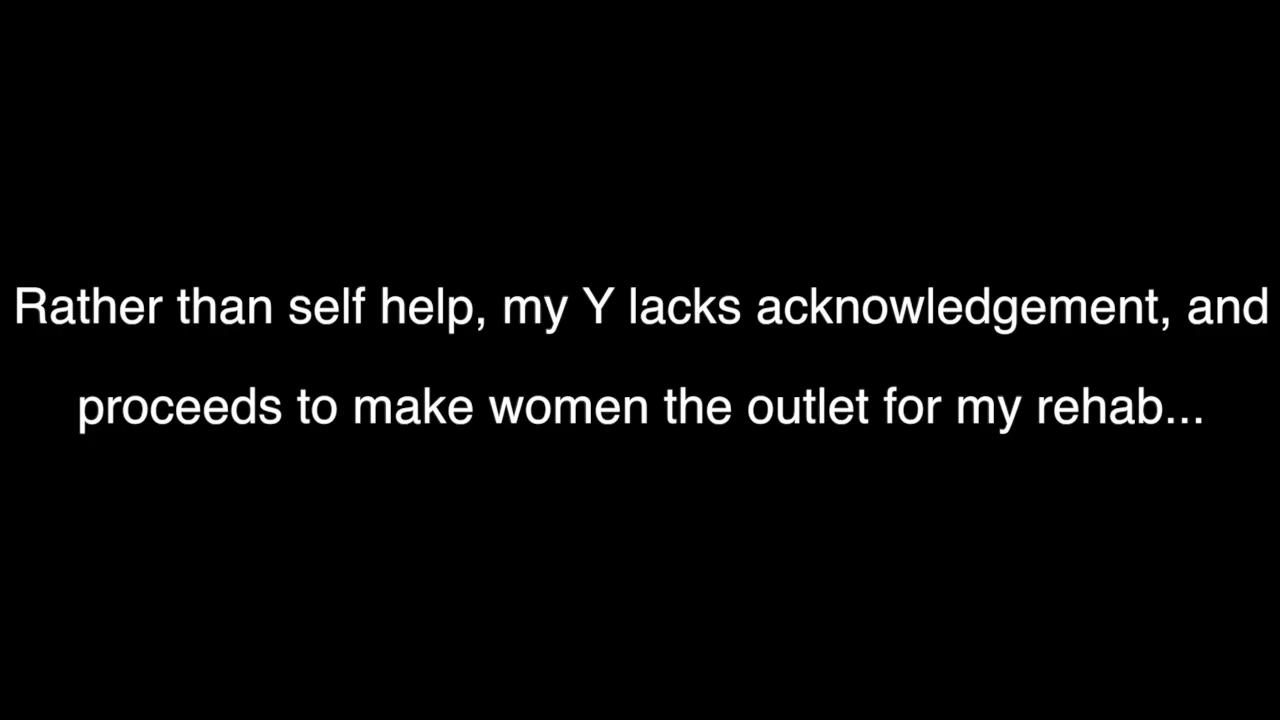 Rather than self help, my Y lacks acknowledgement, and
proceeds to make women the outlet for my rehab...